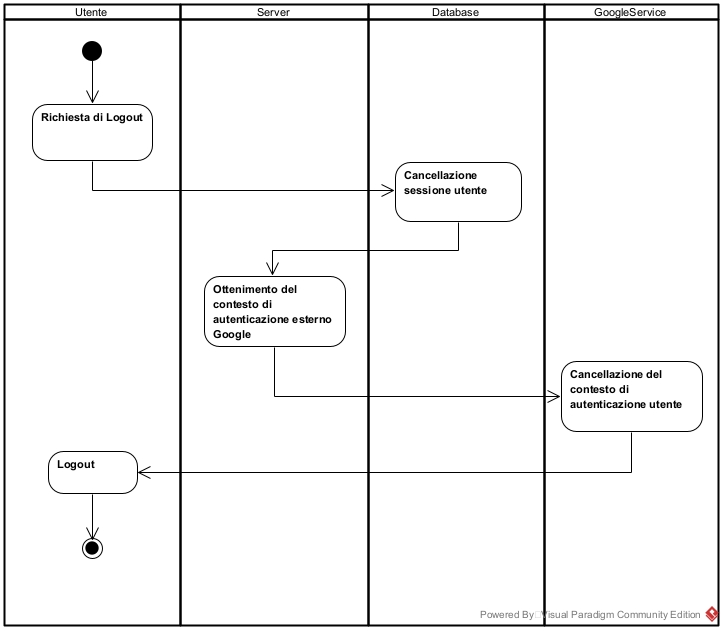 Utente
Server
Database
GoogleService
Richiesta di Logout
Cancellazione
sessione utente
Ottenimento del
contesto di
autenticazione esterno
Google
Cancellazione del
contesto di
autenticazione utente
Logout
Powered By Visual Paradigm Community Edition